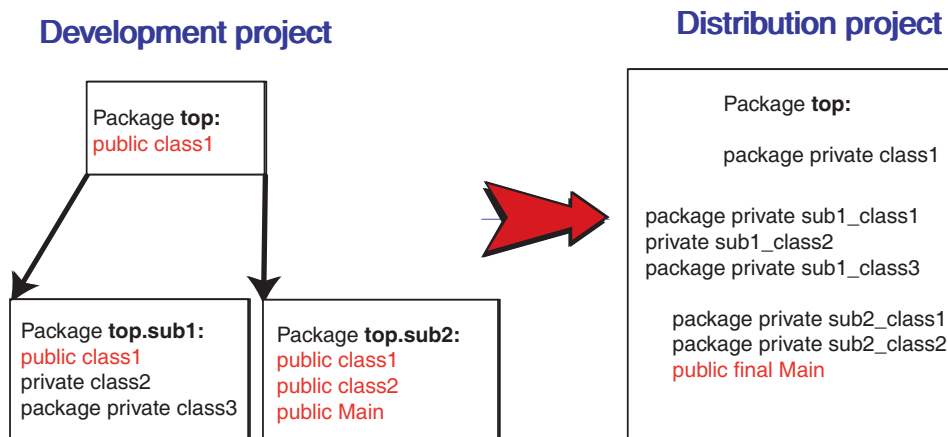 Development project
Distribution project
Package top:
public class1
Package top.sub1:
public class1
private class2
package private class3
Package top.sub2:
public class1
public class2
public Main
Package top:
package private class1
package private sub1_class1
private sub1_class2
package private sub1_class3
package private sub2_class1
package private sub2_class2
public final Main